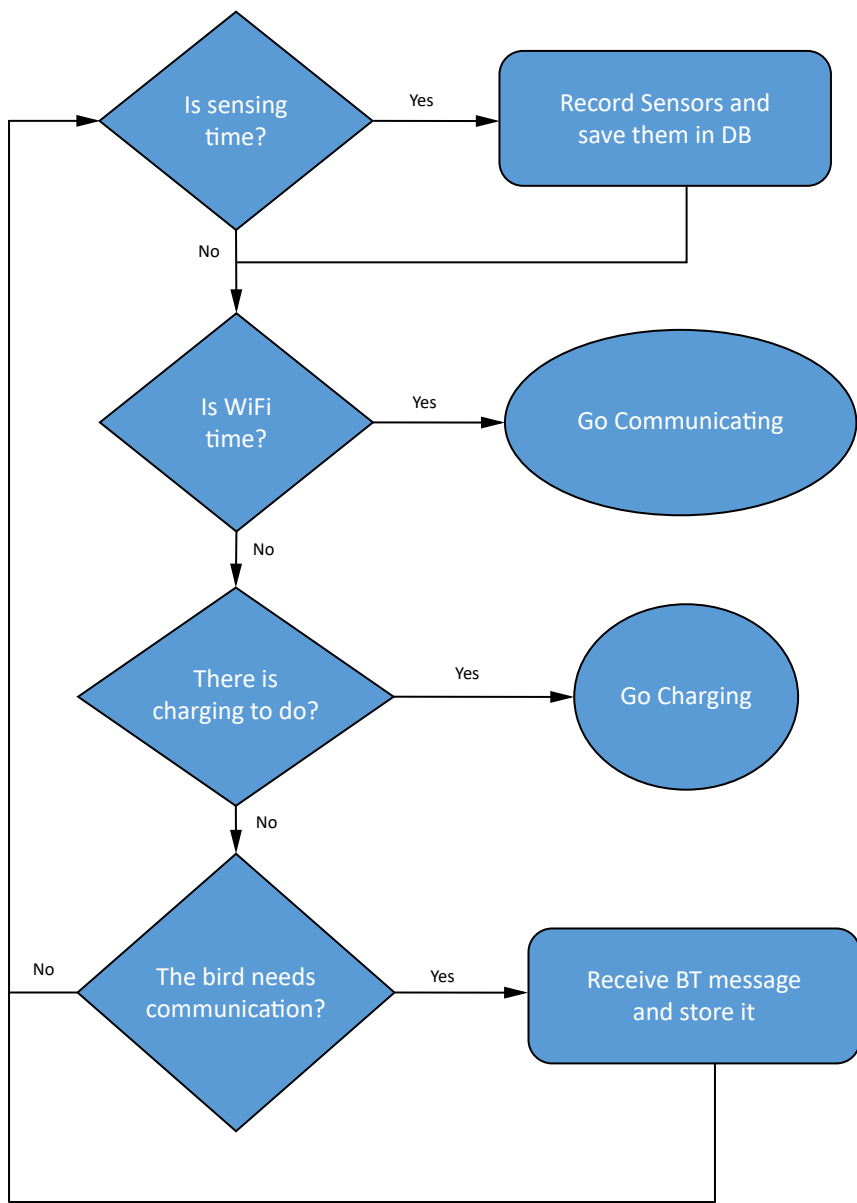 Is sensing
time?
Yes
Record Sensors and
save them in DB
No
Is WiFi
time?
Yes
Go Communicating
No
There is
charging to do?
Yes
Go Charging
No
The bird needs
communication?
No
Yes
Receive BT message
and store it